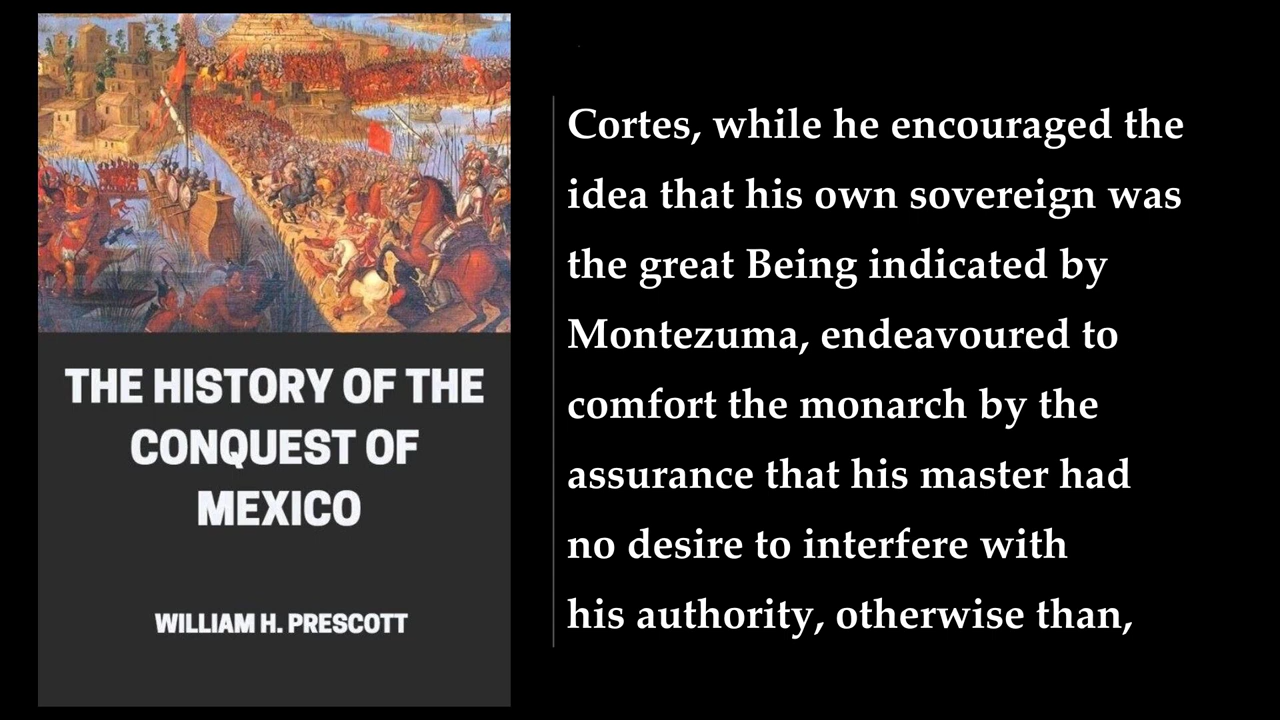 THE HISTORY OF THE
CONQUEST OF
MEXICO
WILLIAM H. PRESCOTT
Cortes, while he encouraged the
idea that his own sovereign was
the great Being indicated by
Montezuma, endeavoured to
comfort the monarch by the
assurance that his master had
no desire to interfere with
his authority, otherwise than,